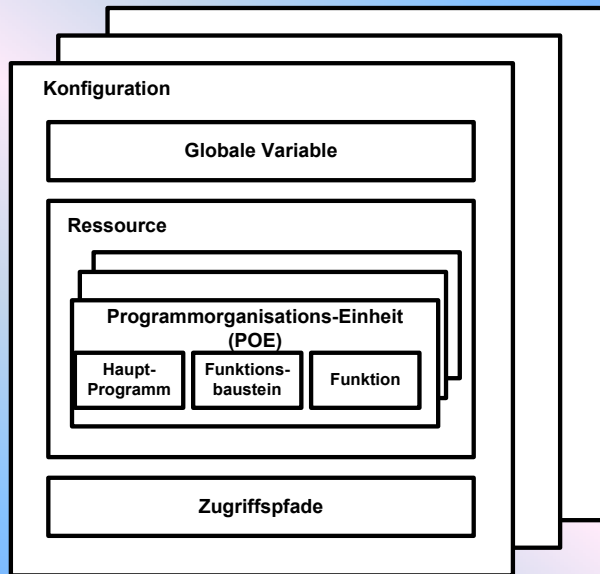 Konfiguration
Globale Variable
Ressource
Programmorganisations-Einheit
(POE)
Haupt-
Programm
Funktions-
baustein
Funktion
Zugriffspfade